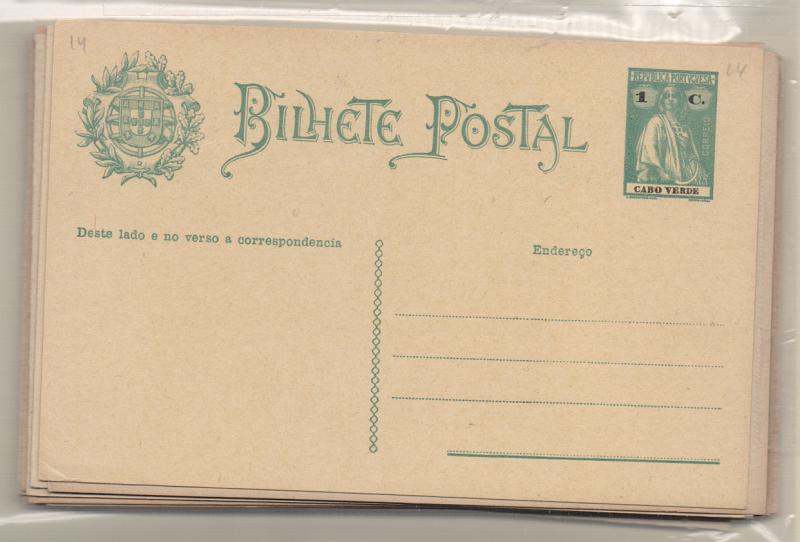 14
14
BILHETE POSTAL
REPUBLICA PORTUGUESA
1 C.
CORREIO
CABO VERDE
Deste lado e no verso a correspondencia
Endereço